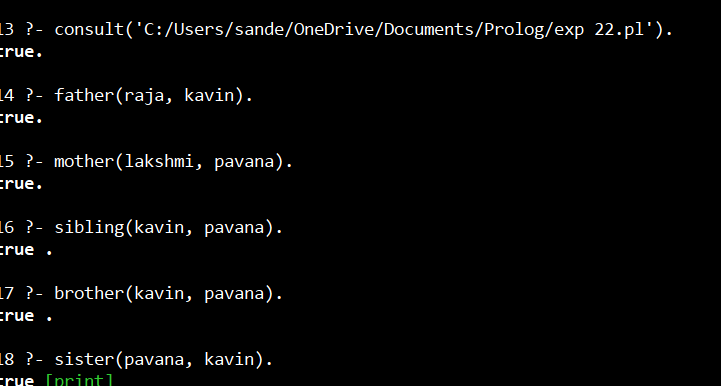 13 ?- consult('C:/Users/sande/OneDrive/Documents/Prolog/exp 22.pl').
true.
14 ?- father(raja, kavin).
true.
15 ?- mother(lakshmi, pavana).
true.
16 ?- sibling(kavin, pavana).
true .
17 ?- brother(kavin, pavana).
true .
18 ?- sister(pavana, kavin).
true [print]